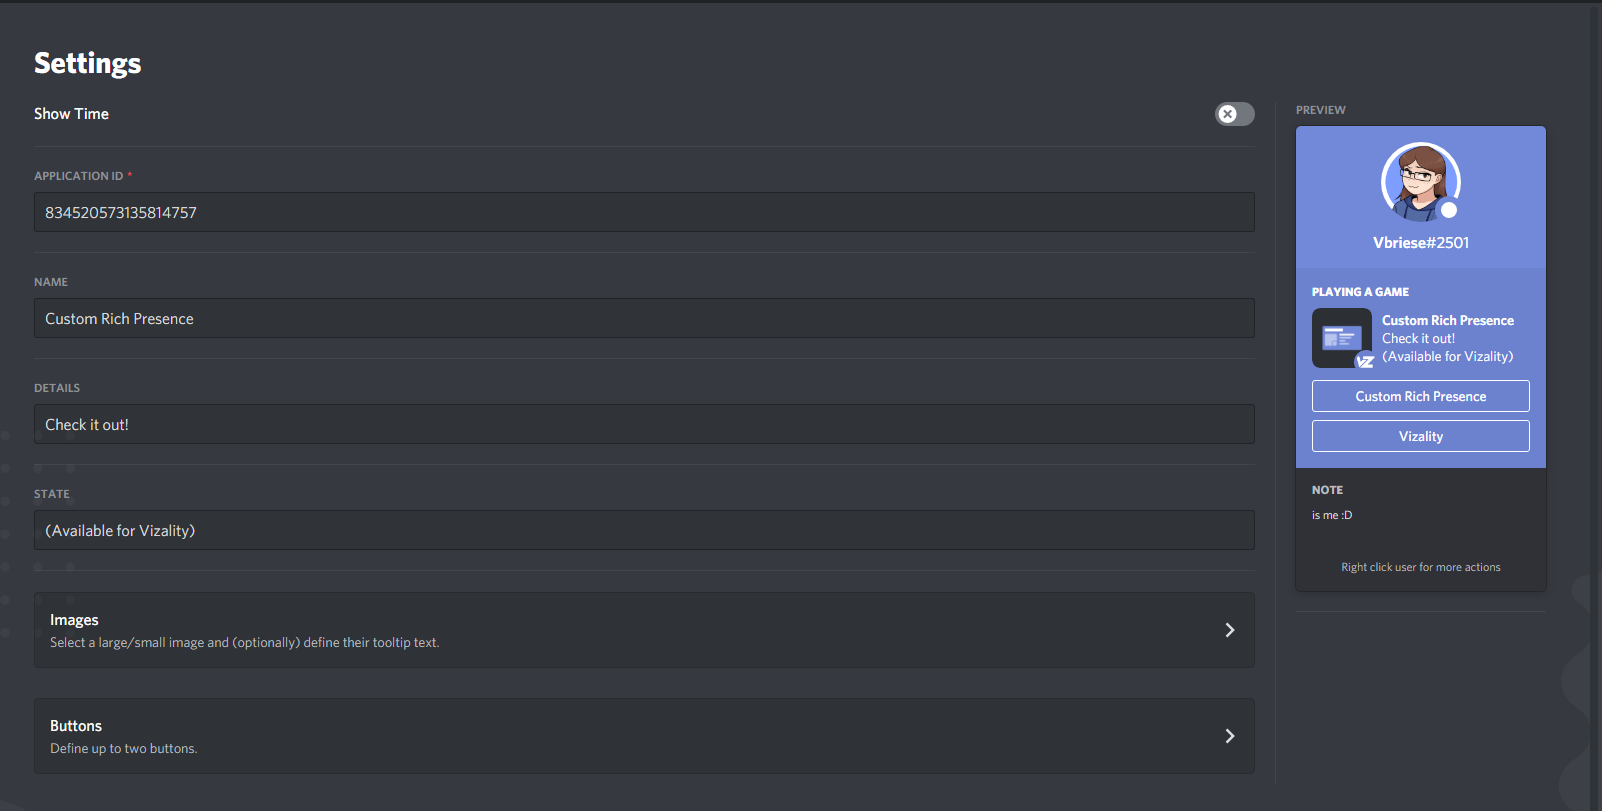 Settings
Show Time
APPLICATION ID *
834520573135814757
NAME
Custom Rich Presence
DETAILS
Check it out!
STATE
(Available for Vizality)
Images
Select a large/small image and (optionally) define their tooltip text.
Buttons
Define up to two buttons.
PREVIEW
Vbriese#2501
PLAYING A GAME
Custom Rich Presence
Check it out!
(Available for Vizality)
VZ
Custom Rich Presence
Vizality
NOTE
is me :D
Right click user for more actions